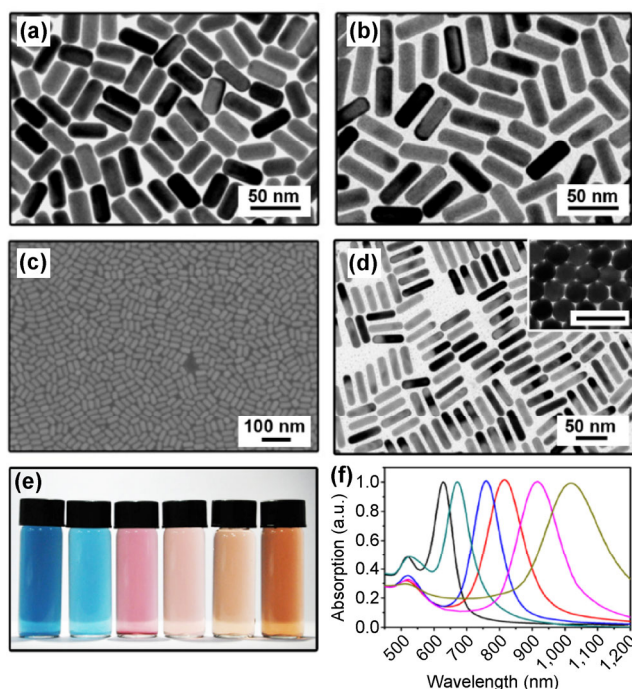 (a)
50 nm
(b)
50 nm
(c)
100 nm
(d)
50 nm
(e)
(f)
Absorption (a.u.)
1.0
0.8
0.6
0.4
0.2
0.0
500 600 700 800 900 1,000 1,100 1,200
Wavelength (nm)